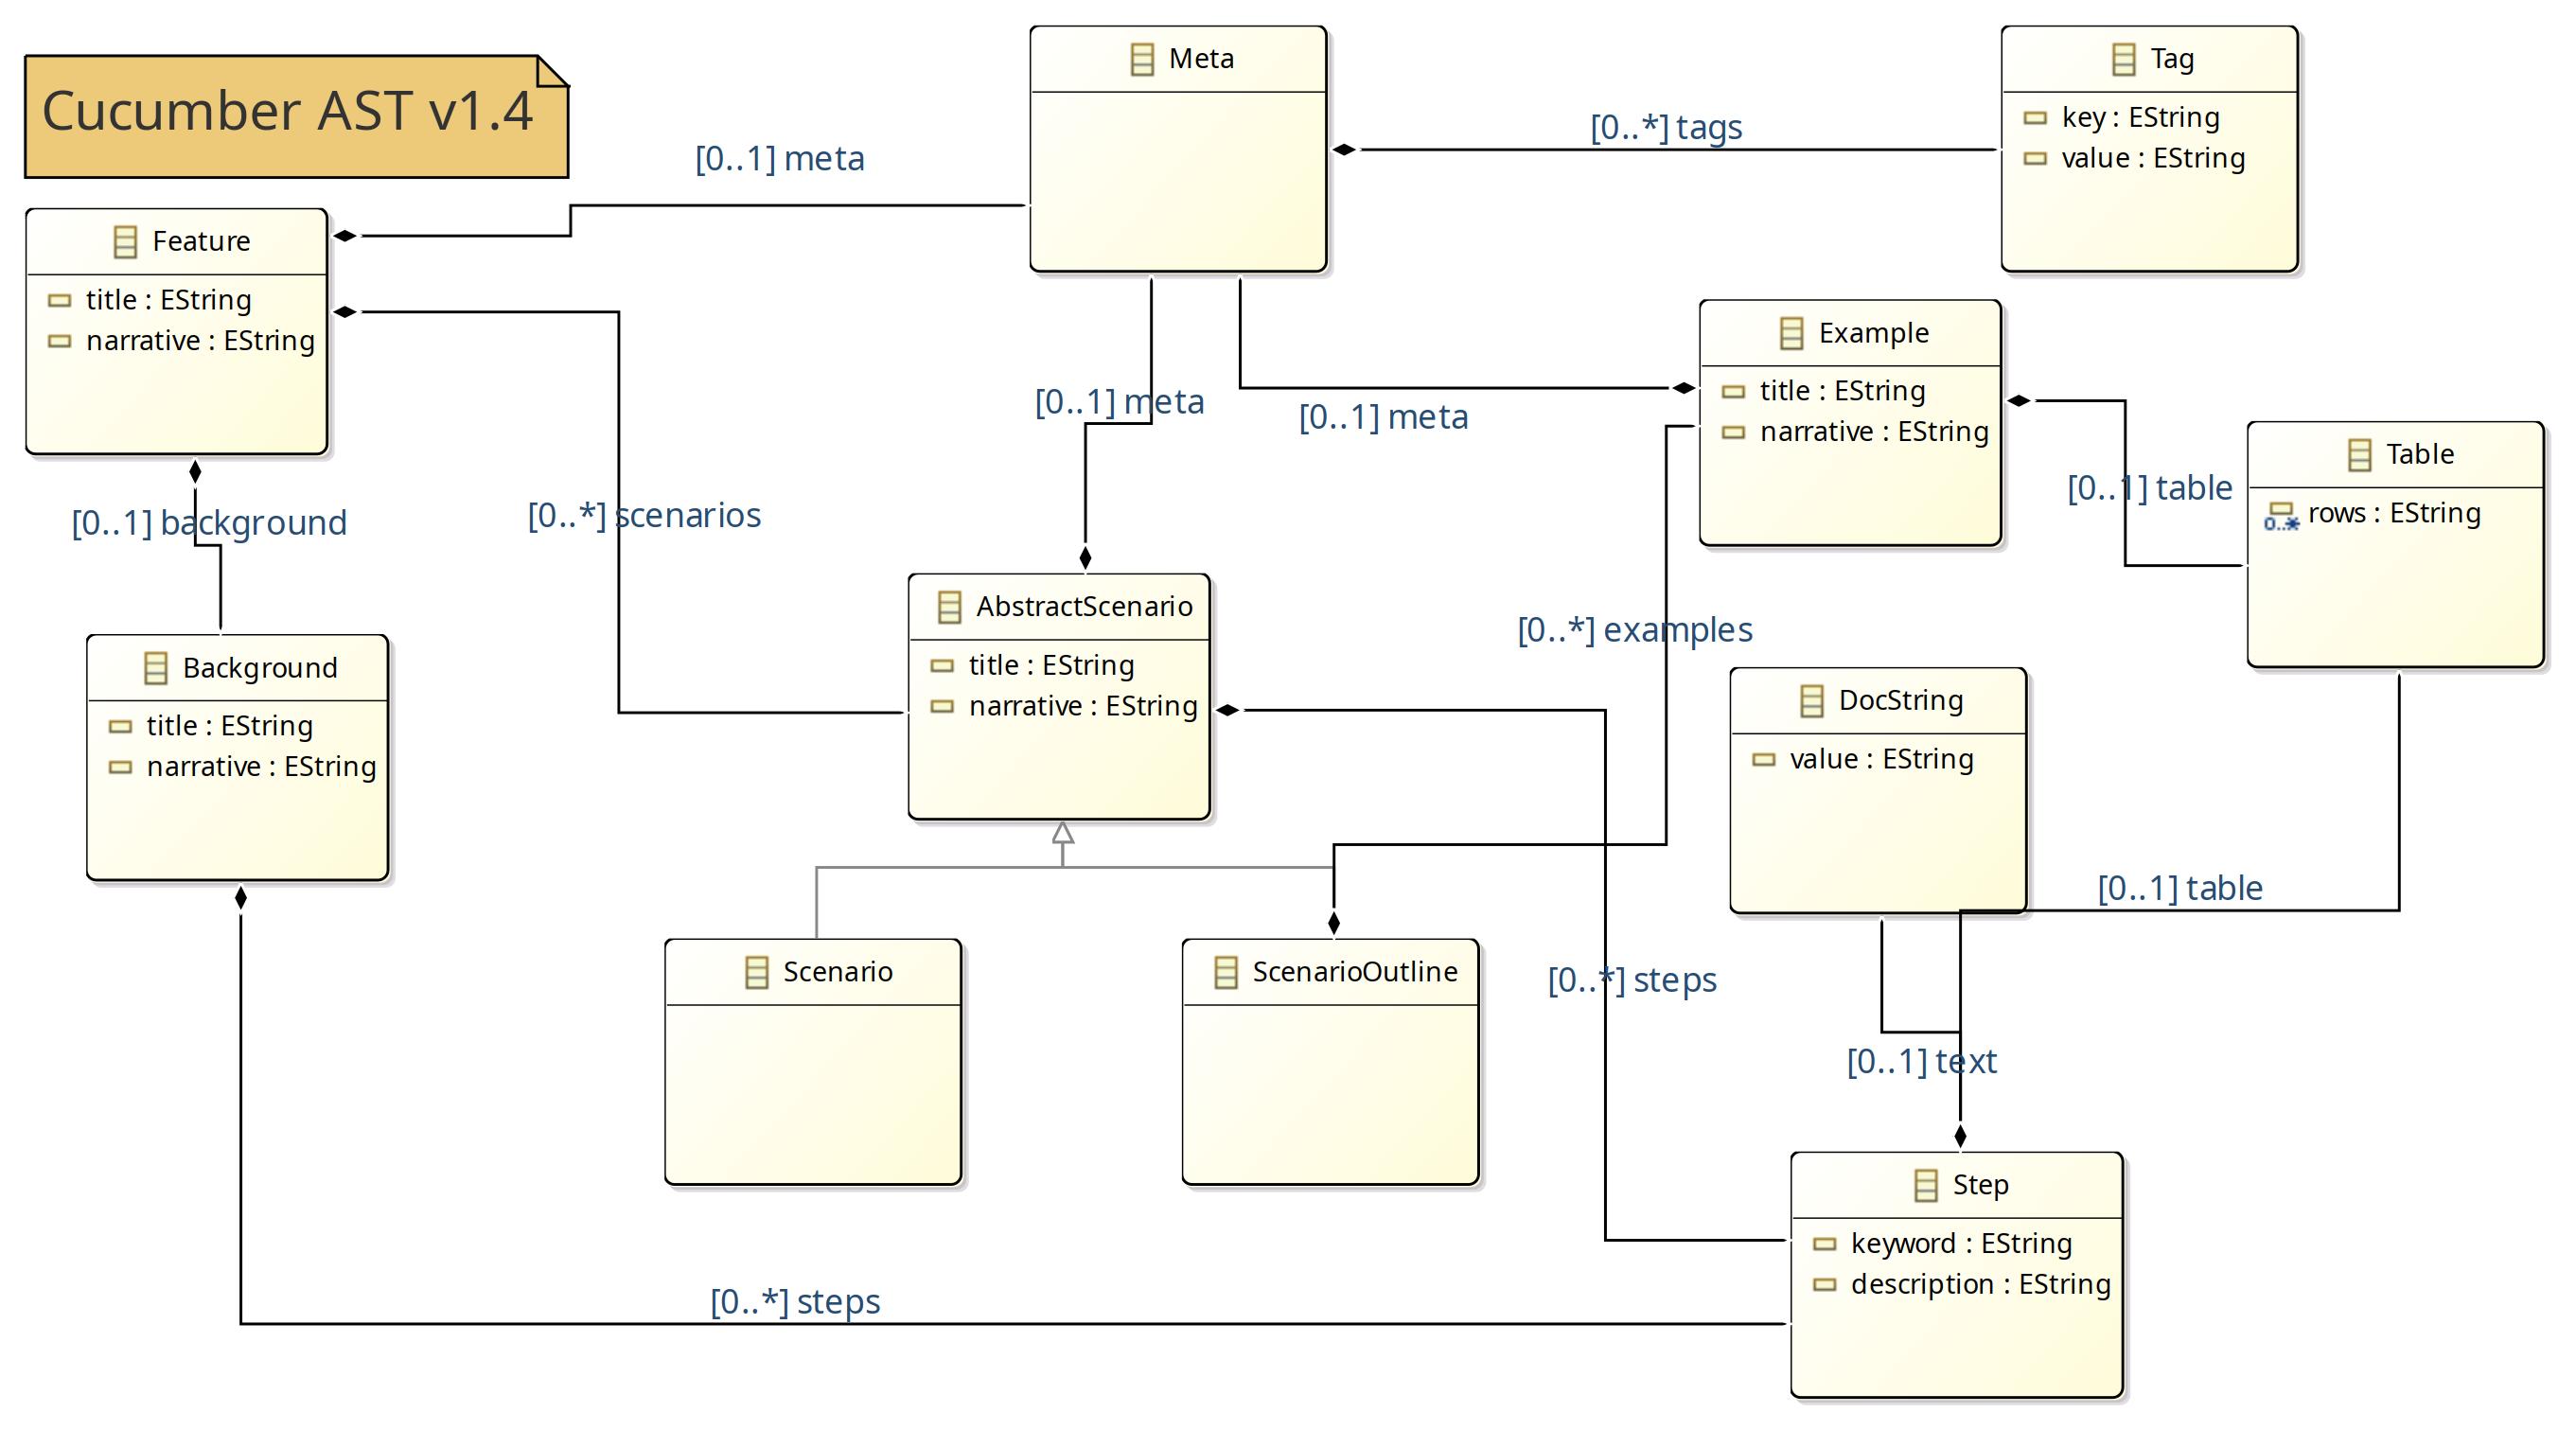 Cucumber AST v1.4
Meta
Tag
key : EString
value : EString
[0..*] tags
[0..1] meta
Feature
title : EString
narrative : EString
Example
title : EString
narrative : EString
[0..1] meta
[0..1] meta
Table
0..*
rows : EString
[0..1] table
[0..1] background
[0..*] scenarios
AbstractScenario
title : EString
narrative : EString
[0..*] examples
Background
title : EString
narrative : EString
DocString
value : EString
[0..1] table
Scenario
ScenarioOutline
[0..*] steps
[0..1] text
Step
keyword : EString
description : EString
[0..*] steps